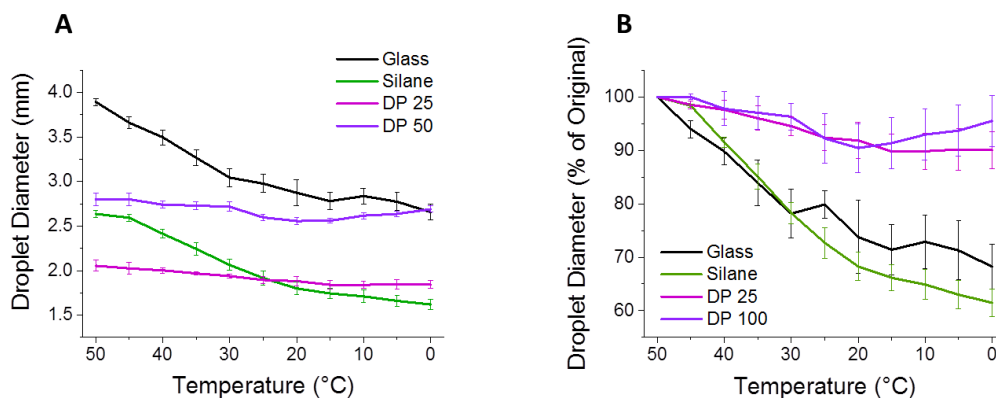 A
Glass
Silane
DP 25
DP 50
4.0
3.5
3.0
2.5
2.0
1.5
Droplet Diameter (mm)
50 40 30 20 10 0
Temperature (°C)
B
100
90
80
70
60
Droplet Diameter (% of Original)
Glass
Silane
DP 25
DP 100
50 40 30 20 10 0
Temperature (°C)